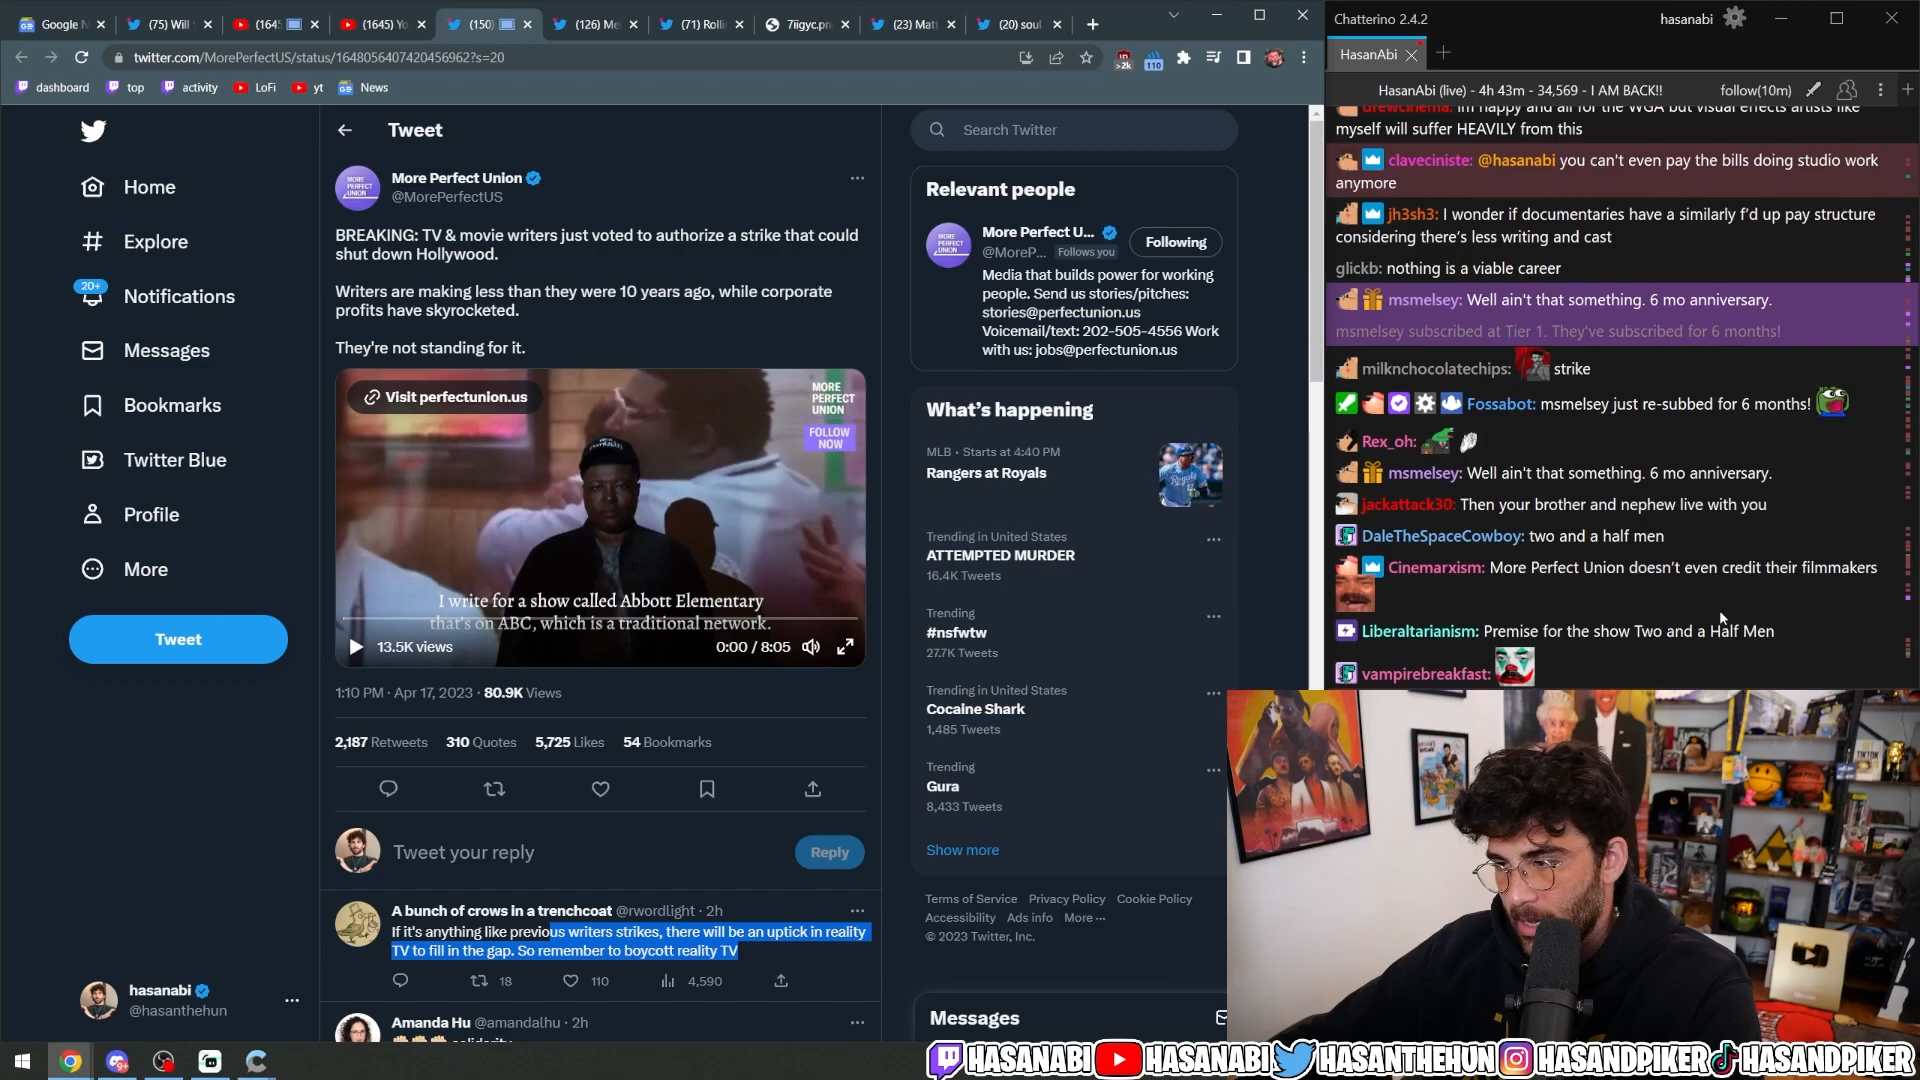 Google N
(75) Will
(1645
(1645) Yo
(150)
(126) Me
(71) Rollin
7iigyc.pn
(23) Matt
(20) soul
twitter.com/MorePerfectUS/status/1648056407420456962?s=20
>2k
110
dashboard
top
activity
LoFi
yt
News
Home
Explore
20+
Notifications
Messages
Bookmarks
Twitter Blue
Profile
More
Tweet
hasanabi
@hasanthehun
Tweet
MORE PERFECT UNION
More Perfect Union
@MorePerfectUS
BREAKING: TV & movie writers just voted to authorize a strike that could
shut down Hollywood.
Writers are making less than they were 10 years ago, while corporate
profits have skyrocketed.
They're not standing for it.
Visit perfectunion.us
MORE
PERFECT
UNION
FOLLOW
NOW
I write for a show called Abbott Elementary
that's on ABC, which is a traditional network.
13.5K views
0:00 / 8:05
1:10 PM · Apr 17, 2023 · 80.9K Views
2,187 Retweets 310 Quotes 5,725 Likes 54 Bookmarks
Tweet your reply
Reply
A bunch of crows in a trenchcoat @rwordlight · 2h
If it's anything like previous writers strikes, there will be an uptick in reality
TV to fill in the gap. So remember to boycott reality TV
18
110
4,590
Amanda Hu @amandalhu · 2h
Search Twitter
Relevant people
More Perfect U...
@MoreP... Follows you
Following
Media that builds power for working
people. Send us stories/pitches:
stories@perfectunion.us
Voicemail/text: 202-505-4556 Work
with us: jobs@perfectunion.us
What's happening
MLB · Starts at 4:40 PM
Rangers at Royals
Trending in United States
ATTEMPTED MURDER
16.4K Tweets
Trending
#nsfwtw
27.7K Tweets
Trending in United States
Cocaine Shark
1,485 Tweets
Trending
Gura
8,433 Tweets
Show more
Terms of Service Privacy Policy Cookie Policy
Accessibility Ads info More ···
© 2023 Twitter, Inc.
Messages
Chatterino 2.4.2
hasanabi
HasanAbi
HasanAbi (live) - 4h 43m - 34,569 - I AM BACK!!
follow(10m)
drewcinema: im happy and all for the WGA but visual effects artists like
myself will suffer HEAVILY from this
claveciniste: @hasanabi you can't even pay the bills doing studio work
anymore
jh3sh3: I wonder if documentaries have a similarly f'd up pay structure
considering there's less writing and cast
glickb: nothing is a viable career
msmelsey: Well ain't that something. 6 mo anniversary.
msmelsey subscribed at Tier 1. They've subscribed for 6 months!
milknchocolatechips: strike
Fossabot: msmelsey just re-subbed for 6 months!
Rex_oh:
msmelsey: Well ain't that something. 6 mo anniversary.
jackattack30: Then your brother and nephew live with you
DaleTheSpaceCowboy: two and a half men
Cinemarxism: More Perfect Union doesn't even credit their filmmakers
Liberaltarianism: Premise for the show Two and a Half Men
vampirebreakfast:
HASANABI HASANABI HASANTHEHUN HASANDPIKER HASANDPIKER